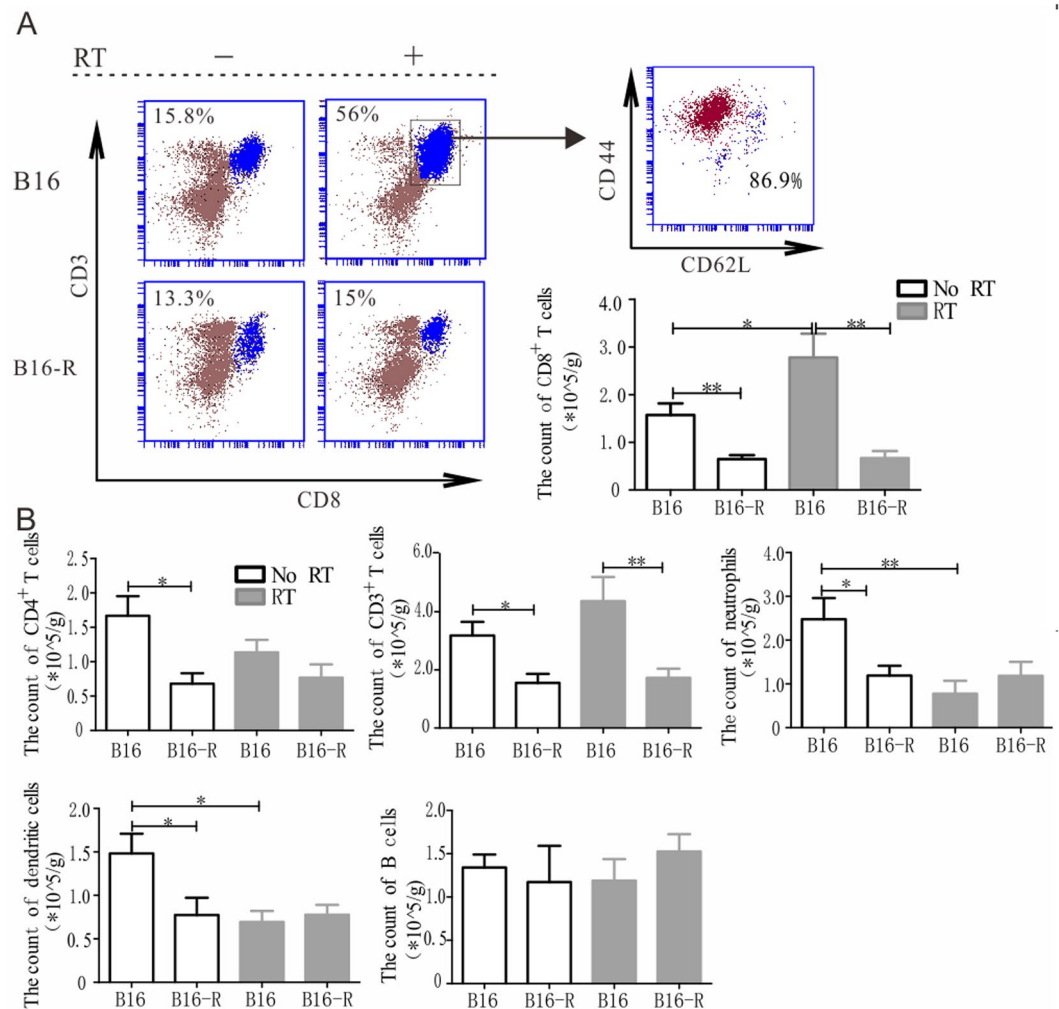 A
RT − +
15.8% 56%
B16
CD3
13.3% 15%
B16-R
CD8
CD44
86.9%
CD62L
No RT
RT
The count of CD8+ T cells
(*10^5/g)
4.0
3.0
2.0
1.0
0
* **
**
B16 B16-R B16 B16-R
B
The count of CD4+ T cells
(*10^5/g)
2.5
2.0
1.5
1.0
0.5
0
*
No RT
RT
B16 B16-R B16 B16-R
The count of CD3+ T cells
(*10^5/g)
6.0
4.0
2.0
0
* **
B16 B16-R B16 B16-R
The count of neutrophils
(*10^5/g)
4.0
3.0
2.0
1.0
0
**
*
B16 B16-R B16 B16-R
The count of dendritic cells
(*10^5/g)
2.0
1.5
1.0
0.5
0
*
*
B16 B16-R B16 B16-R
The count of B cells
(*10^5/g)
2.0
1.5
1.0
0.5
0
B16 B16-R B16 B16-R